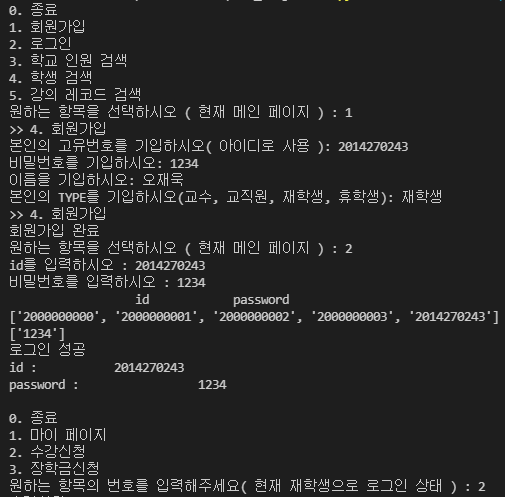 0. 종료
1. 회원가입
2. 로그인
3. 학교 인원 검색
4. 학생 검색
5. 강의 레코드 검색
원하는 항목을 선택하시오 ( 현재 메인 페이지 ) : 1
>> 4. 회원가입
본인의 고유번호를 기입하시오( 아이디로 사용 ): 2014270243
비밀번호를 기입하시오: 1234
이름을 기입하시오: 오재욱
본인의 TYPE를 기입하시오(교수, 교직원, 재학생, 휴학생): 재학생
>> 4. 회원가입
회원가입 완료
원하는 항목을 선택하시오 ( 현재 메인 페이지 ) : 2
id를 입력하시오 : 2014270243
비밀번호를 입력하시오 : 1234
id password
['2000000000', '2000000001', '2000000002', '2000000003', '2014270243']
['1234']
로그인 성공
id : 2014270243
password : 1234
0. 종료
1. 마이 페이지
2. 수강신청
3. 장학금신청
원하는 항목의 번호를 입력해주세요( 현재 재학생으로 로그인 상태 ) : 2